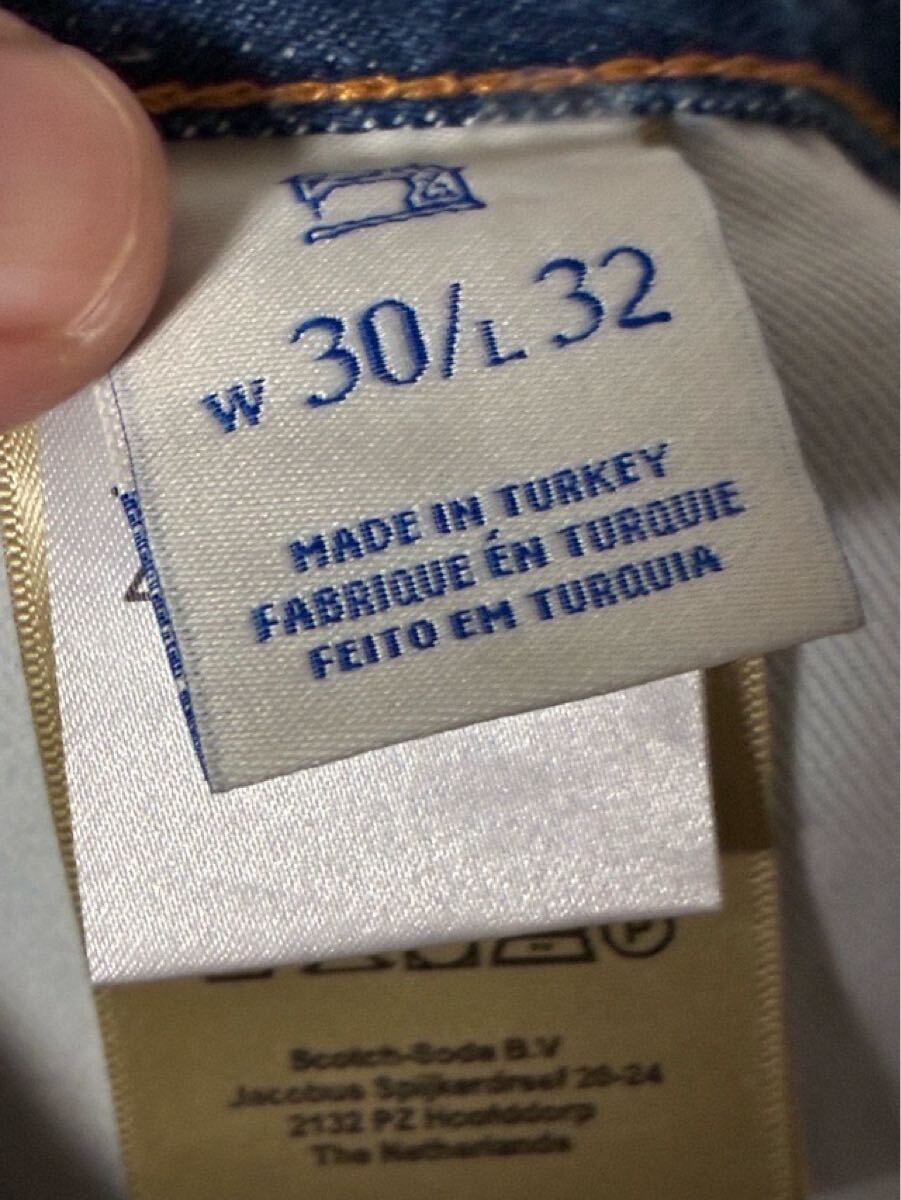 W 30/L 32
MADE IN TURKEY
FABRIQUE ÉN TURQUIE
FEITO EM TURQUIA
P
Scotch-Soda B.V
Jacobus Spijkerdreef 20-24
2132 PZ Hoofddorp
The Netherlands